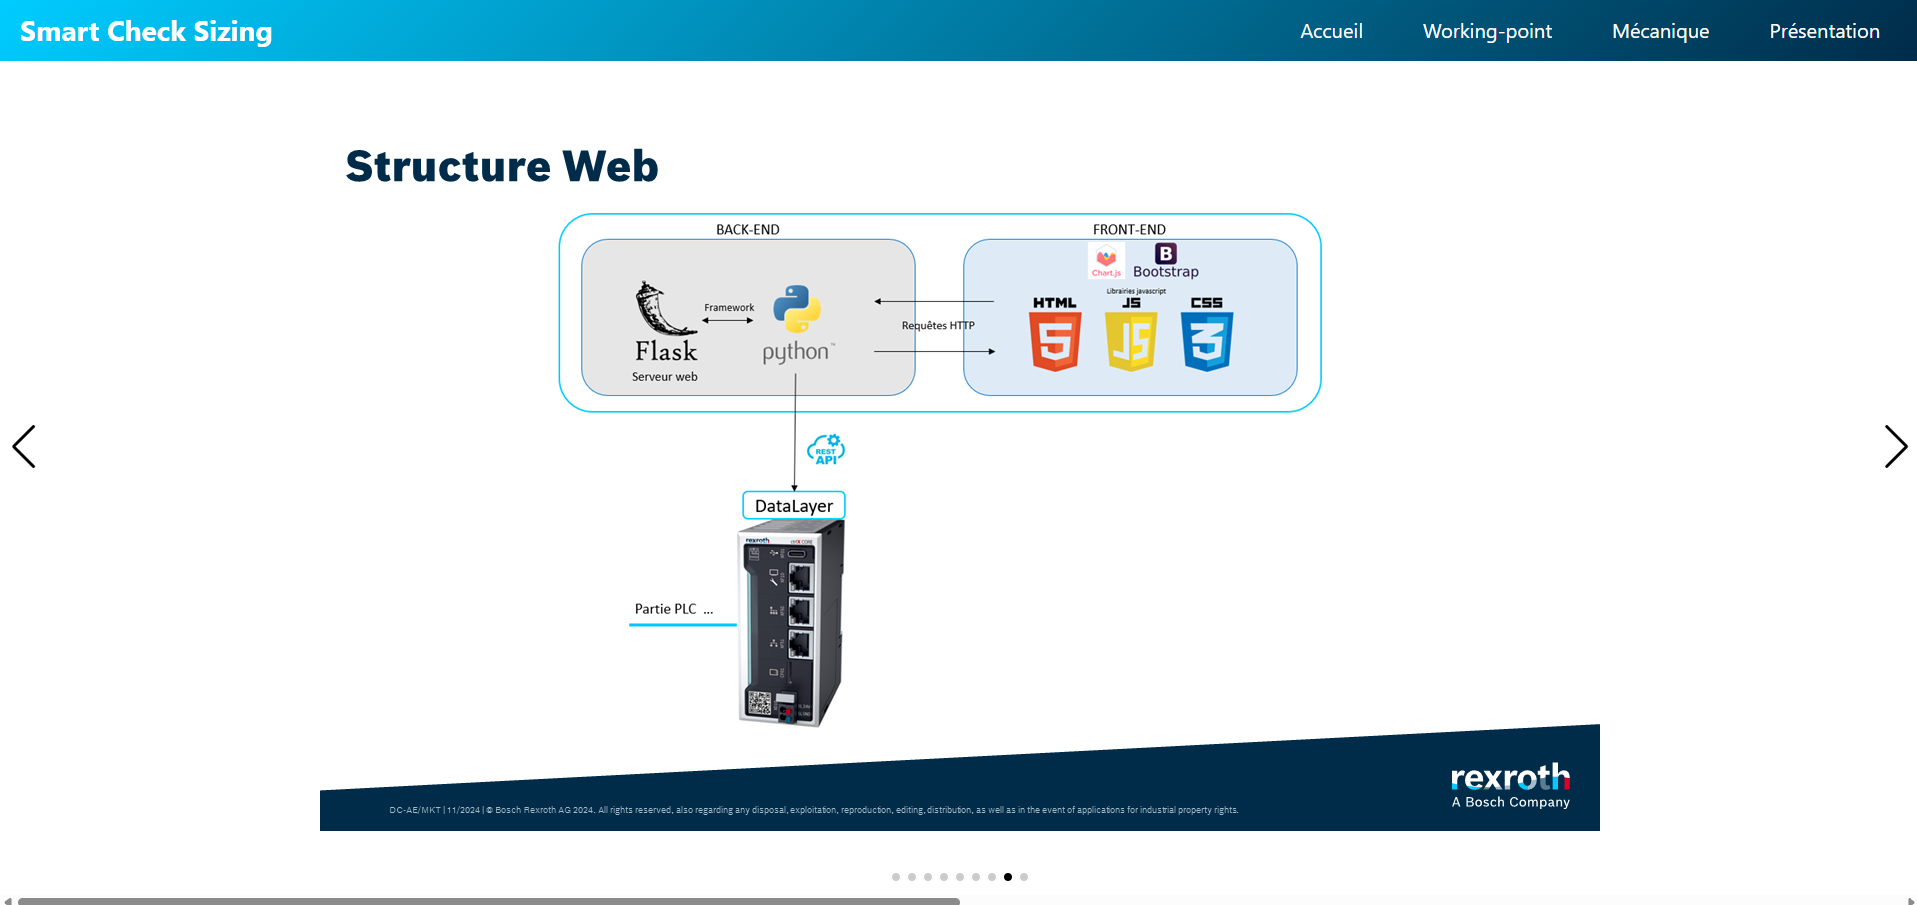 Smart Check Sizing
Accueil
Working-point
Mécanique
Présentation
Structure Web
BACK-END
FRONT-END
Chart.js
B
Bootstrap
Librairies javascript
HTML
JS
CSS
Framework
Requêtes HTTP
5
JS
3
Flask
python™
Serveur web
REST
API
DataLayer
rexroth
ctrlX CORE
Partie PLC ...
rexroth
A Bosch Company
DC-AE/MKT | 11/2024 | © Bosch Rexroth AG 2024. All rights reserved, also regarding any disposal, exploitation, reproduction, editing, distribution, as well as in the event of applications for industrial property rights.